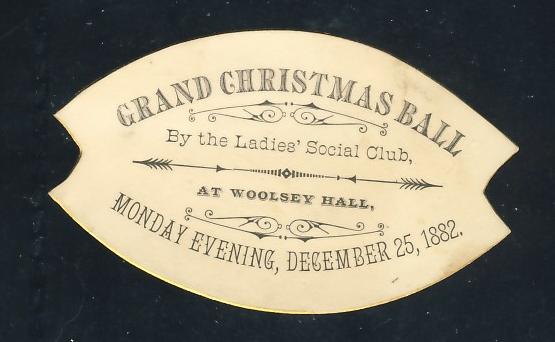 GRAND CHRISTMAS BALL
By the Ladies' Social Club,
AT WOOLSEY HALL,
MONDAY EVENING, DECEMBER 25, 1882.